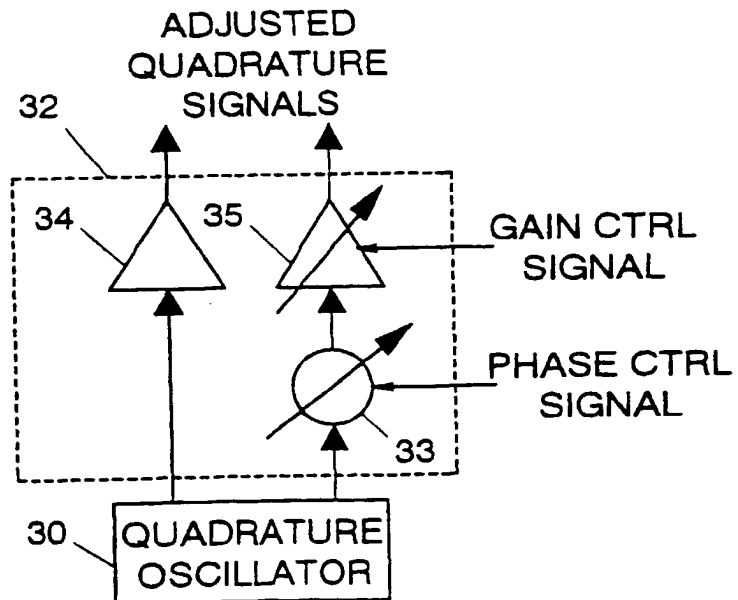 ADJUSTED
QUADRATURE
SIGNALS
32
34
35
GAIN CTRL
SIGNAL
PHASE CTRL
SIGNAL
33
30
QUADRATURE
OSCILLATOR